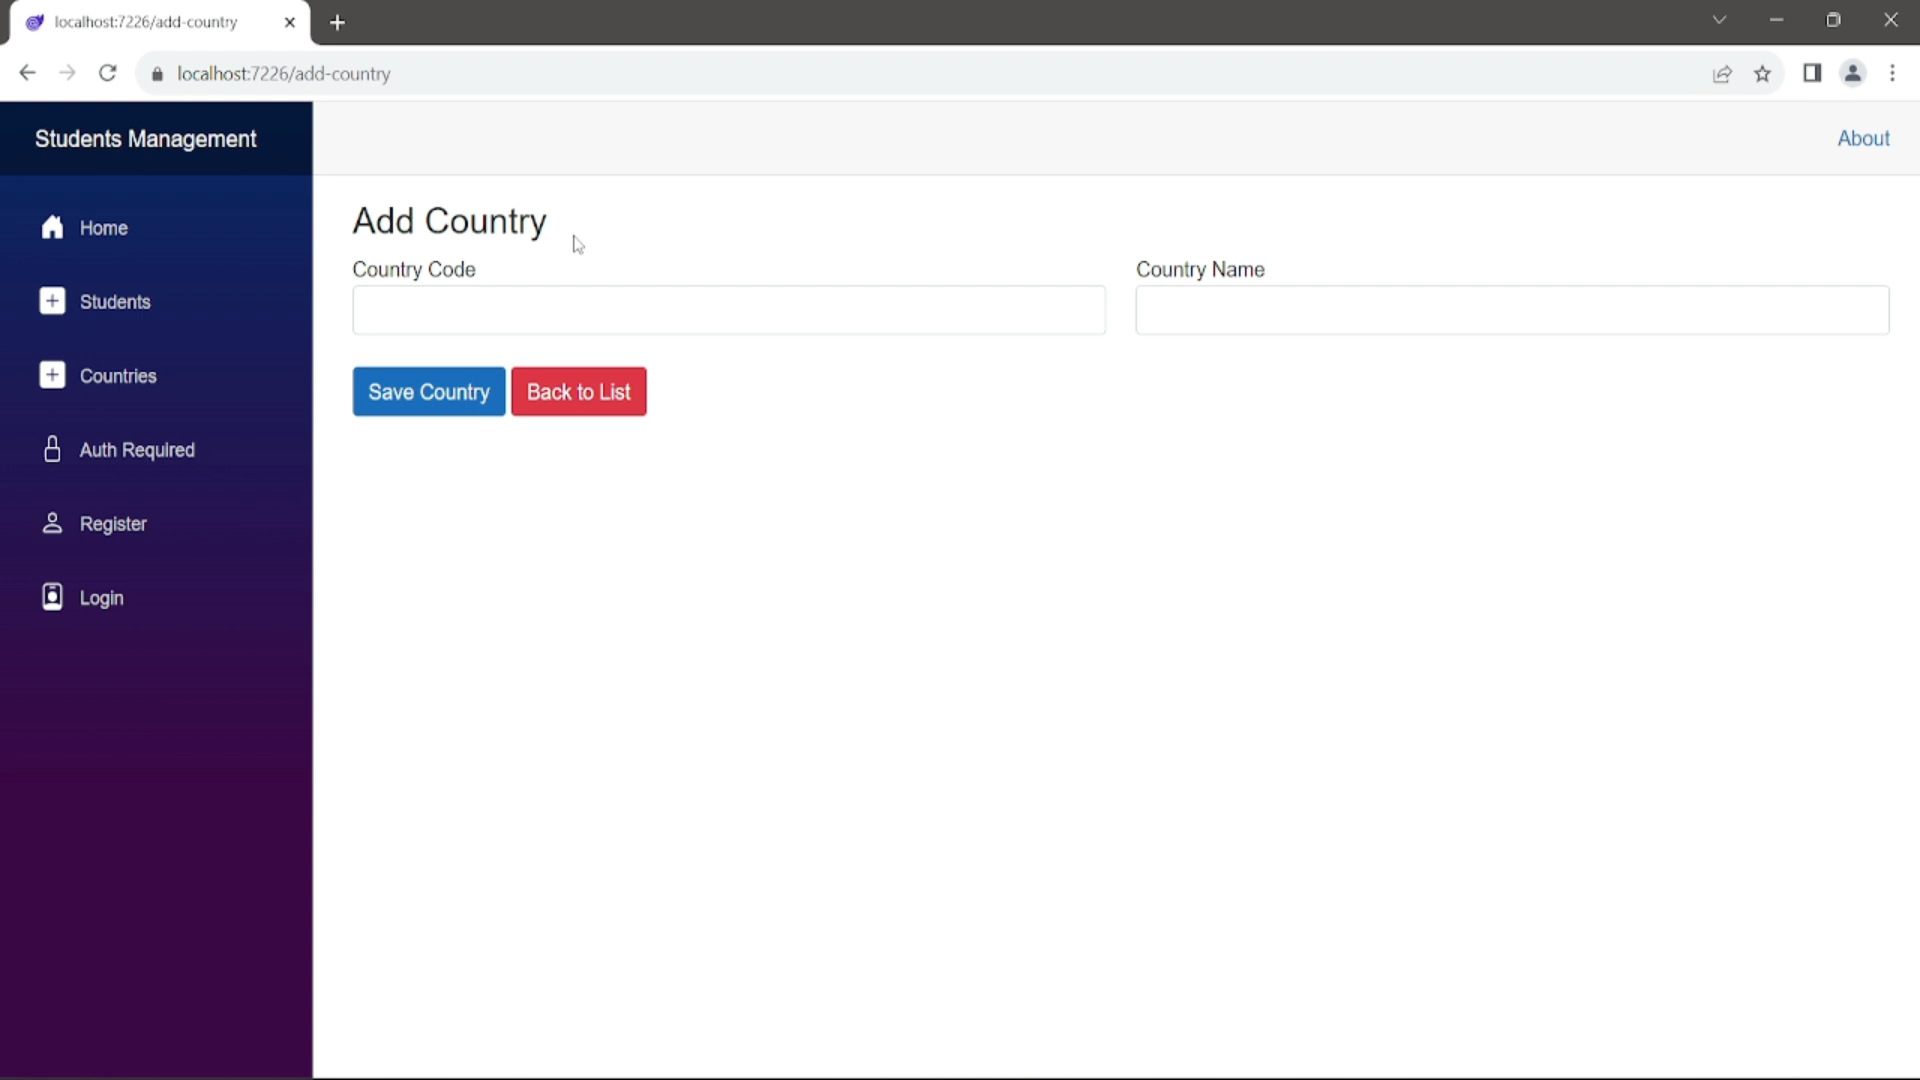 localhost:7226/add-country
localhost:7226/add-country
Students Management
About
Home
Students
Countries
Auth Required
Register
Login
Add Country
Country Code
Country Name
Save Country
Back to List